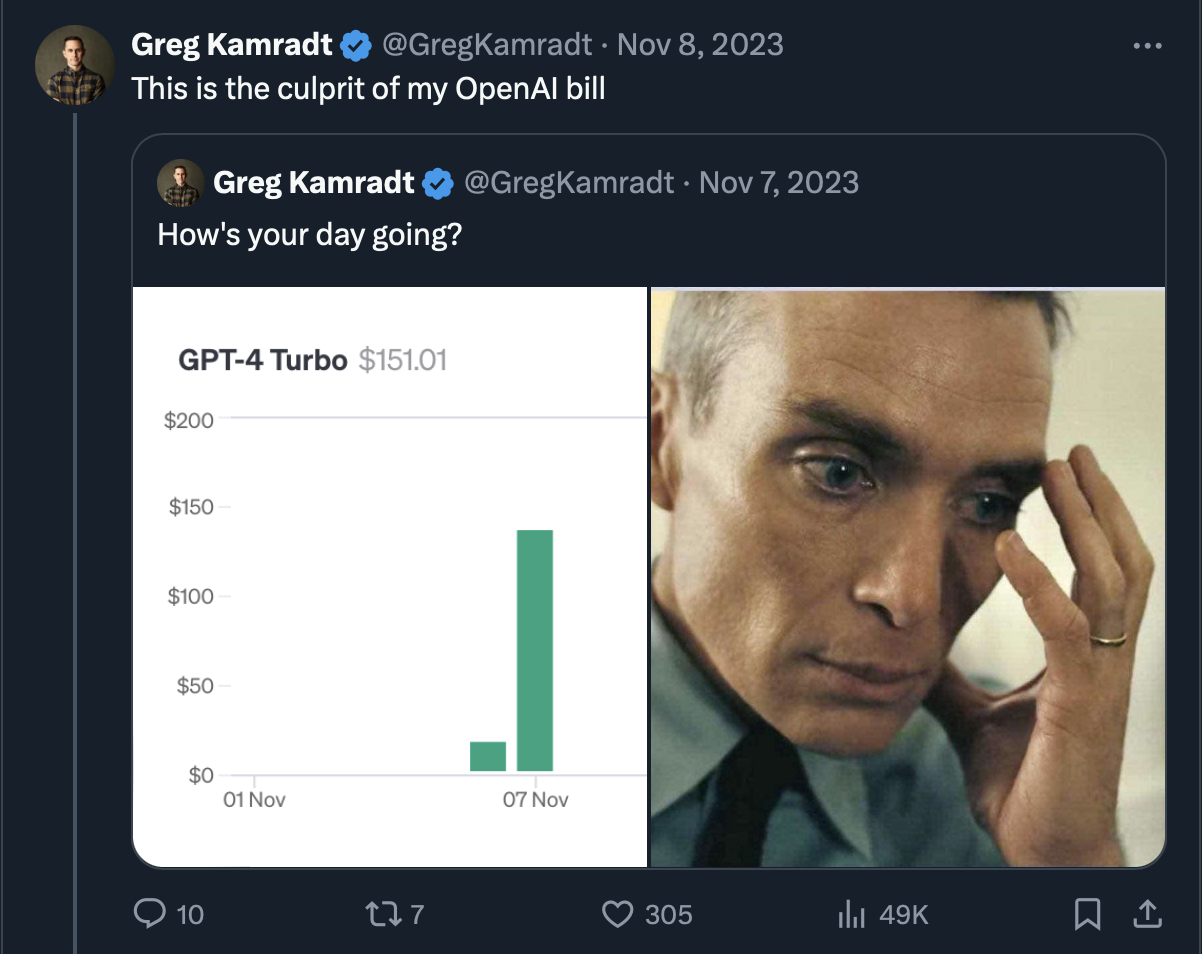 Greg Kamradt @GregKamradt · Nov 8, 2023
This is the culprit of my OpenAI bill
Greg Kamradt @GregKamradt · Nov 7, 2023
How's your day going?
GPT-4 Turbo $151.01
$200
$150
$100
$50
$0
01 Nov 07 Nov
10 7 305 49K